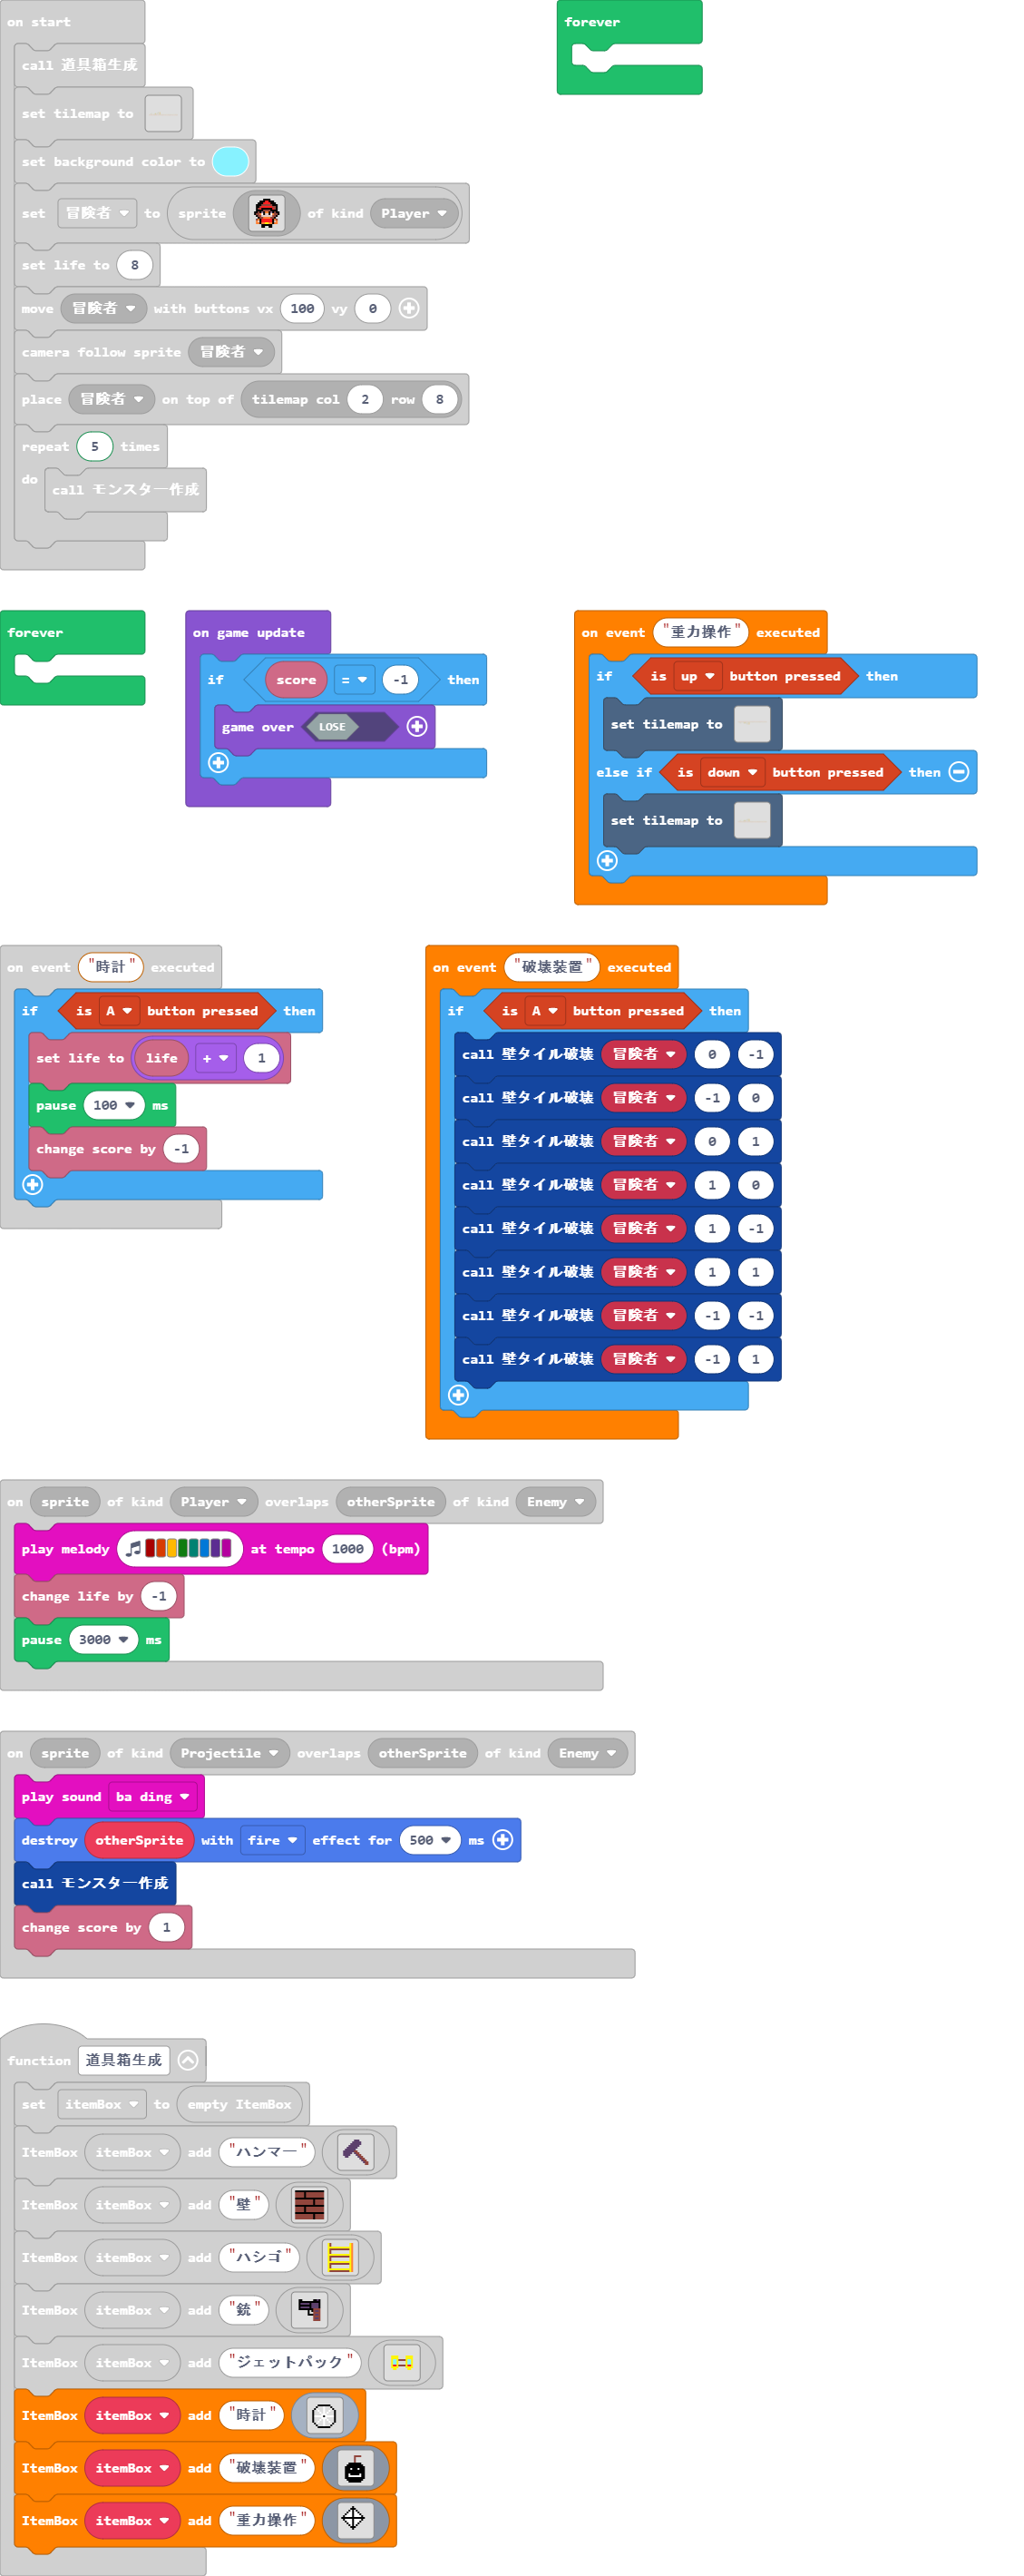 on start
call 道具箱生成
set tilemap to
set background color to
set 冒険者 to sprite of kind Player
set life to 8
move 冒険者 with buttons vx 100 vy 0
camera follow sprite 冒険者
place 冒険者 on top of tilemap col 2 row 8
repeat 5 times
do
call モンスター作成
forever
forever
on game update
if score = -1 then
game over LOSE
on event "重力操作" executed
if is up button pressed then
set tilemap to
else if is down button pressed then
set tilemap to
on event "時計" executed
if is A button pressed then
set life to life + 1
pause 100 ms
change score by -1
on event "破壊装置" executed
if is A button pressed then
call 壁タイル破壊 冒険者 0 -1
call 壁タイル破壊 冒険者 -1 0
call 壁タイル破壊 冒険者 0 1
call 壁タイル破壊 冒険者 1 0
call 壁タイル破壊 冒険者 1 -1
call 壁タイル破壊 冒険者 1 1
call 壁タイル破壊 冒険者 -1 -1
call 壁タイル破壊 冒険者 -1 1
on sprite of kind Player overlaps otherSprite of kind Enemy
play melody at tempo 1000 (bpm)
change life by -1
pause 3000 ms
on sprite of kind Projectile overlaps otherSprite of kind Enemy
play sound ba ding
destroy otherSprite with fire effect for 500 ms
call モンスター作成
change score by 1
function 道具箱生成
set itemBox to empty ItemBox
ItemBox itemBox add "ハンマー"
ItemBox itemBox add "壁"
ItemBox itemBox add "ハシゴ"
ItemBox itemBox add "銃"
ItemBox itemBox add "ジェットパック"
ItemBox itemBox add "時計"
ItemBox itemBox add "破壊装置"
ItemBox itemBox add "重力操作"